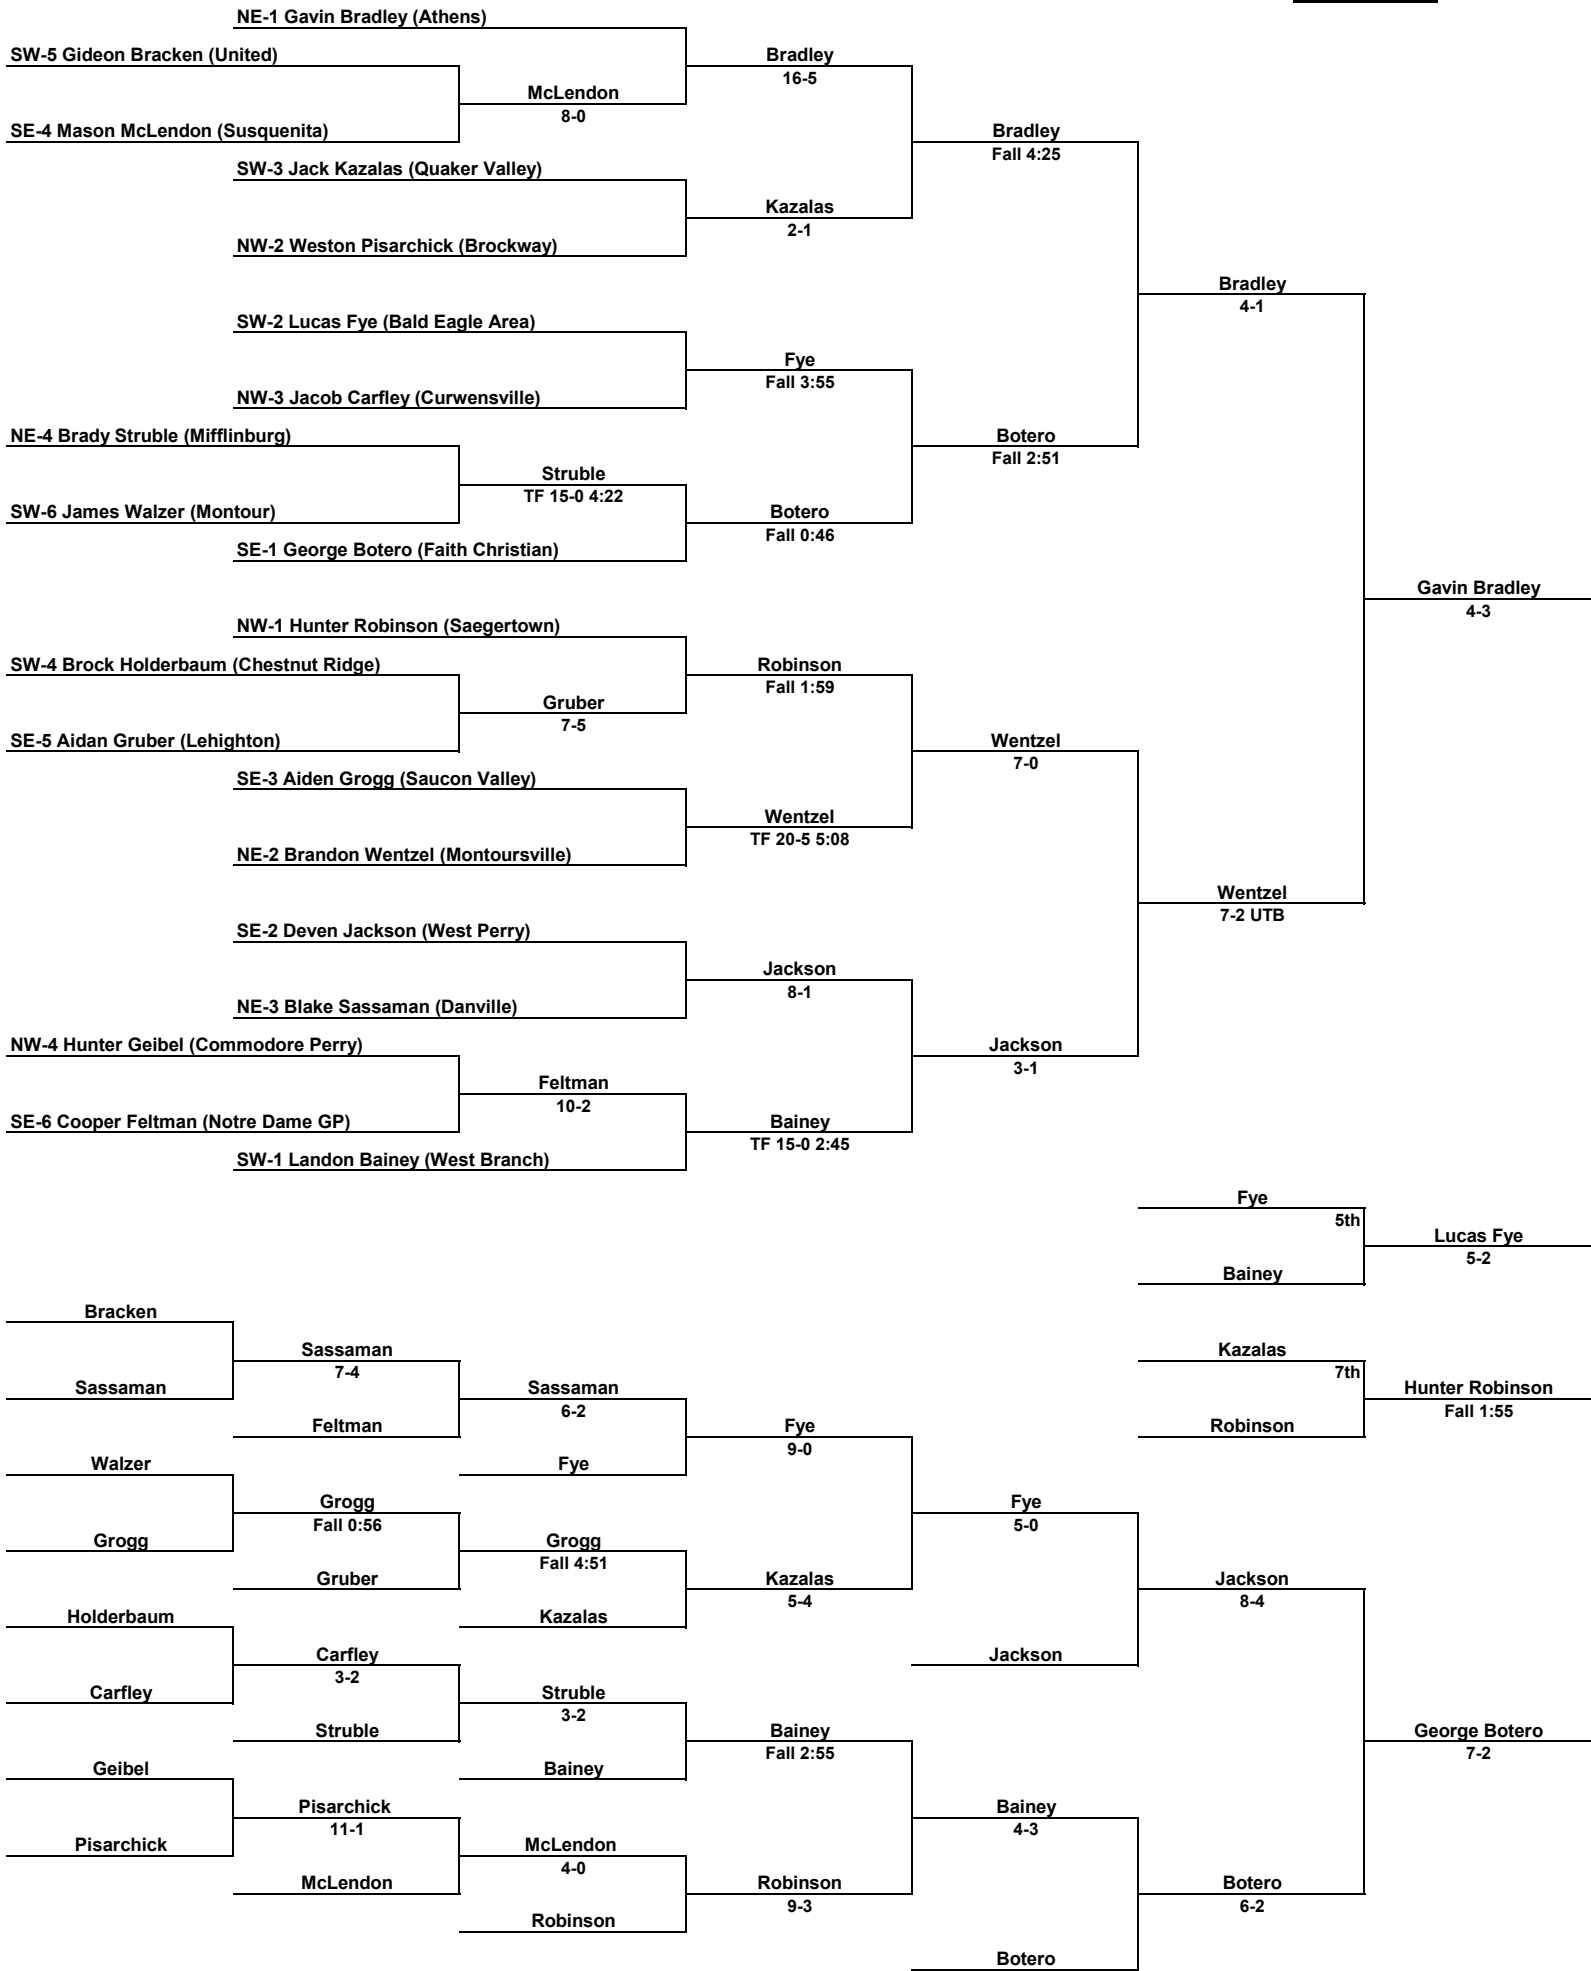 NE-1 Gavin Bradley (Athens)
SW-5 Gideon Bracken (United)
Bradley
16-5
McLendon
8-0
SE-4 Mason McLendon (Susquenita)
Bradley
Fall 4:25
SW-3 Jack Kazalas (Quaker Valley)
Kazalas
2-1
NW-2 Weston Pisarchick (Brockway)
Bradley
4-1
SW-2 Lucas Fye (Bald Eagle Area)
Fye
Fall 3:55
NW-3 Jacob Carfley (Curwensville)
NE-4 Brady Struble (Mifflinburg)
Botero
Fall 2:51
Struble
TF 15-0 4:22
SW-6 James Walzer (Montour)
Botero
Fall 0:46
SE-1 George Botero (Faith Christian)
Gavin Bradley
4-3
NW-1 Hunter Robinson (Saegertown)
SW-4 Brock Holderbaum (Chestnut Ridge)
Robinson
Fall 1:59
Gruber
7-5
SE-5 Aidan Gruber (Lehighton)
Wentzel
7-0
SE-3 Aiden Grogg (Saucon Valley)
Wentzel
TF 20-5 5:08
NE-2 Brandon Wentzel (Montoursville)
Wentzel
7-2 UTB
SE-2 Deven Jackson (West Perry)
Jackson
8-1
NE-3 Blake Sassaman (Danville)
NW-4 Hunter Geibel (Commodore Perry)
Jackson
3-1
Feltman
10-2
SE-6 Cooper Feltman (Notre Dame GP)
Bainey
TF 15-0 2:45
SW-1 Landon Bainey (West Branch)
Fye
5th
Lucas Fye
5-2
Bainey
Bracken
Sassaman
7-4
Kazalas
7th
Sassaman
Sassaman
6-2
Hunter Robinson
Fall 1:55
Feltman
Fye
9-0
Robinson
Walzer
Fye
Grogg
Fall 0:56
Fye
5-0
Grogg
Grogg
Fall 4:51
Gruber
Kazalas
5-4
Jackson
8-4
Holderbaum
Kazalas
Carfley
3-2
Jackson
Carfley
Struble
3-2
Struble
Bainey
Fall 2:55
George Botero
7-2
Geibel
Bainey
Pisarchick
11-1
Bainey
4-3
Pisarchick
McLendon
4-0
McLendon
Robinson
9-3
Botero
6-2
Robinson
Botero